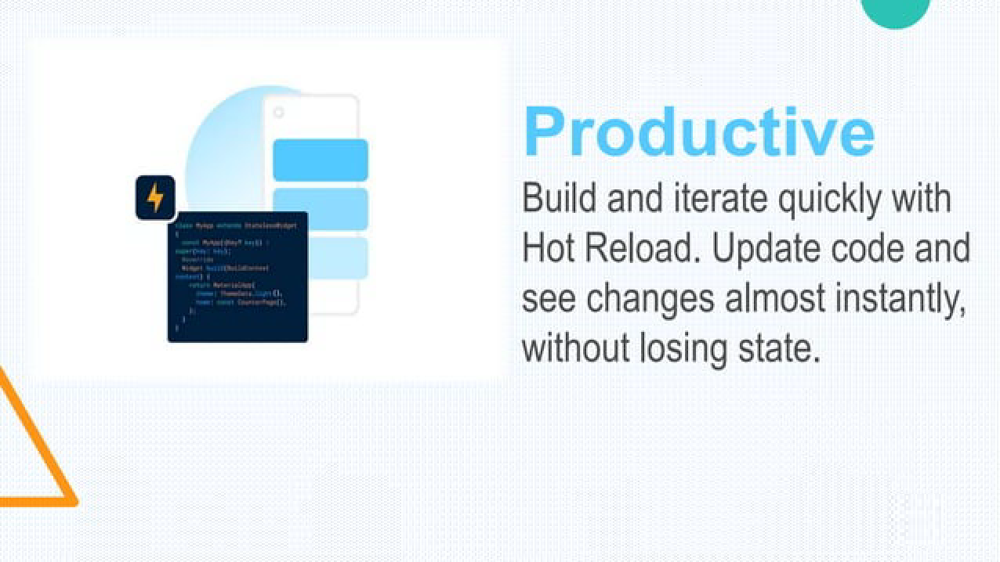 Productive
Build and iterate quickly with
Hot Reload. Update code and
see changes almost instantly,
without losing state.
class MyApp extends StatelessWidget
{
const MyApp({Key? key}) :
super(key: key);
@override
Widget build(BuildContext
context) {
return MaterialApp(
theme: ThemeData.light(),
home: const CounterPage(),
);
}
}